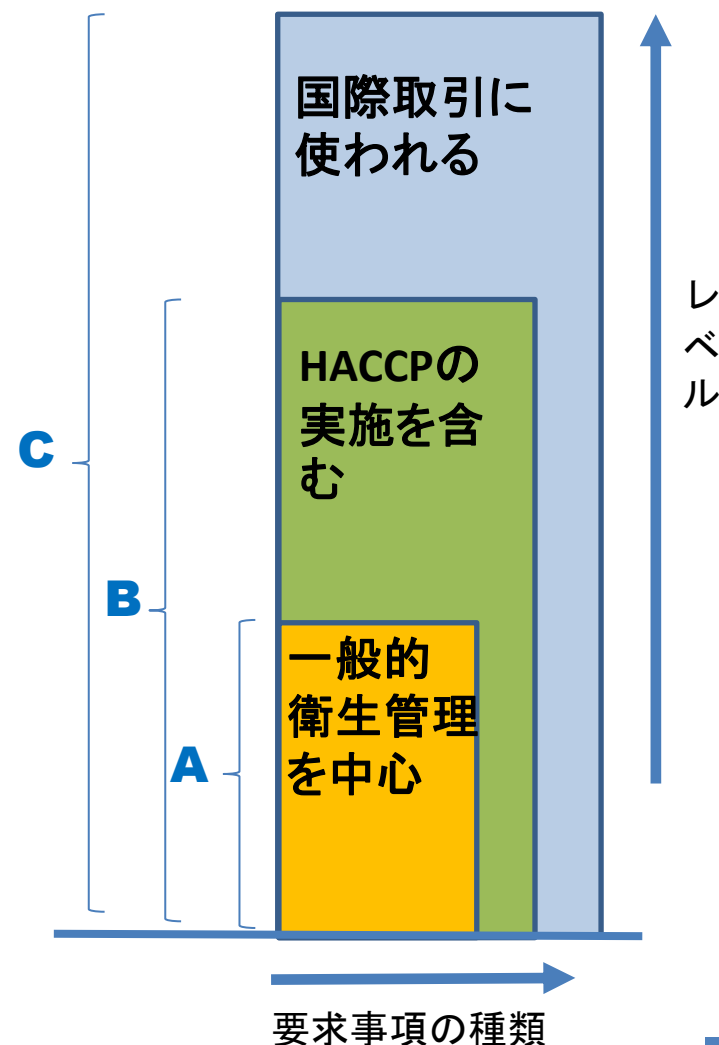 国際取引に
使われる
HACCPの
実施を含
む
一般的
衛生管理
を中心
C
B
A
レベル
要求事項の種類